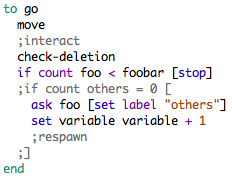 to go
  move
  ;interact
  check-deletion
  if count foo < foobar [stop]
  ;if count others = 0 [
    ask foo [set label "others"]
    set variable variable + 1
    ;respawn
  ;]
end